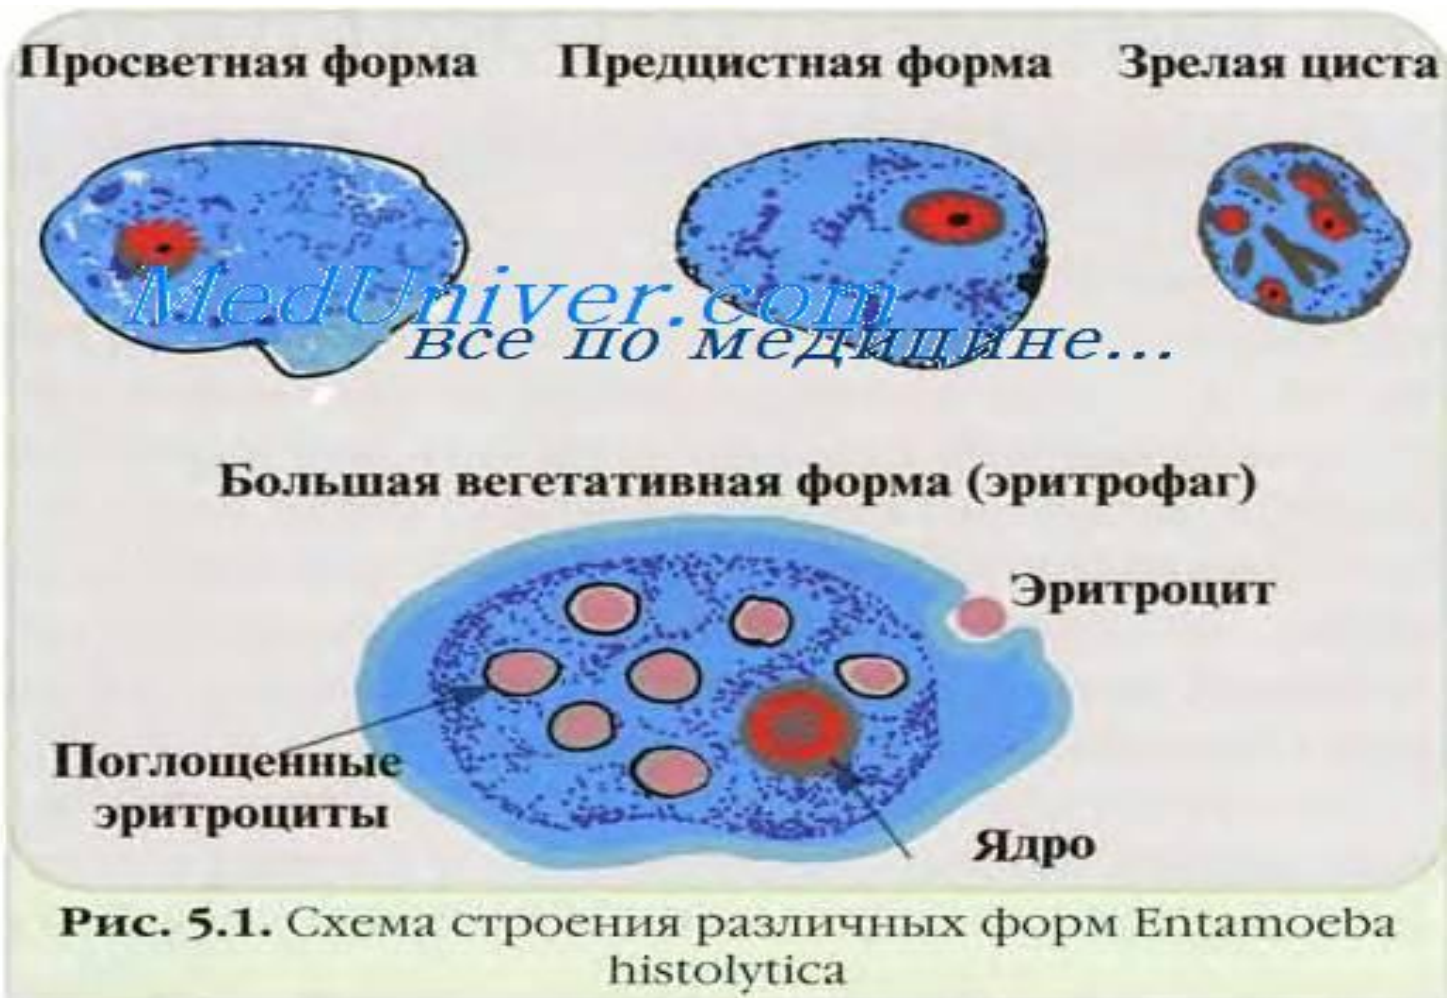 Просветная форма Предцистная форма Зрелая циста
MedUniver.com
все по медицине...
Большая вегетативная форма (эритрофаг)
Эритроцит
Поглощенные
эритроциты
Ядро
Рис. 5.1. Схема строения различных форм Entamoeba
histolytica